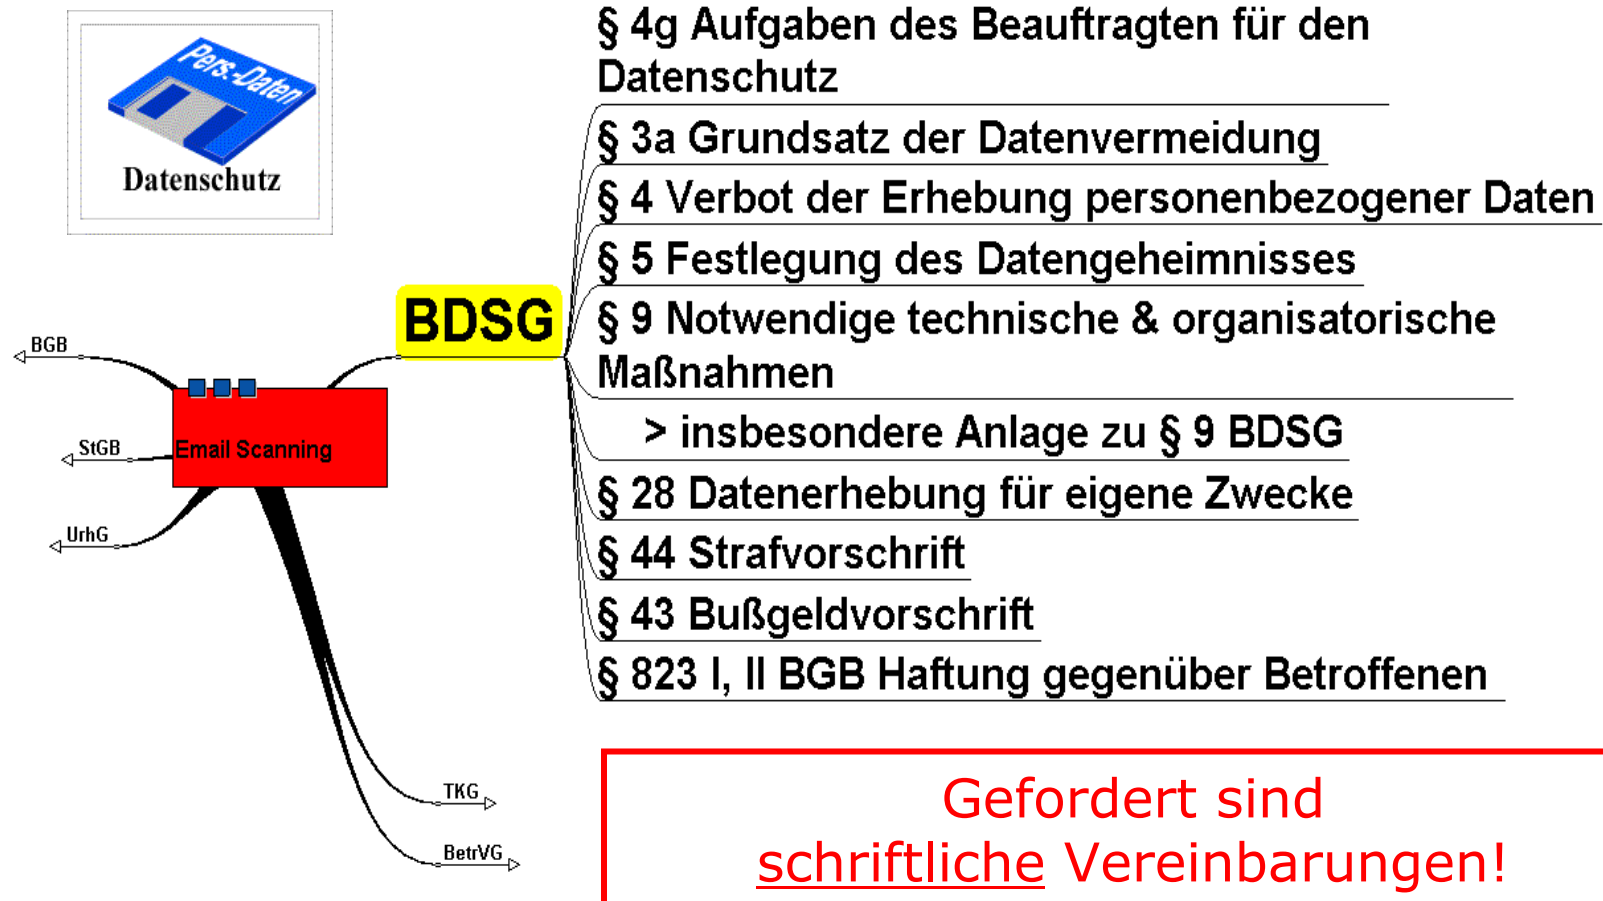 Pers.-Daten
Datenschutz
§ 4g Aufgaben des Beauftragten für den
Datenschutz
§ 3a Grundsatz der Datenvermeidung
§ 4 Verbot der Erhebung personenbezogener Daten
§ 5 Festlegung des Datengeheimnisses
BDSG
§ 9 Notwendige technische & organisatorische
Maßnahmen
> insbesondere Anlage zu § 9 BDSG
§ 28 Datenerhebung für eigene Zwecke
§ 44 Strafvorschrift
§ 43 Bußgeldvorschrift
§ 823 I, II BGB Haftung gegenüber Betroffenen
BGB
StGB
Email Scanning
UrhG
TKG
BetrVG
Gefordert sind
schriftliche Vereinbarungen!